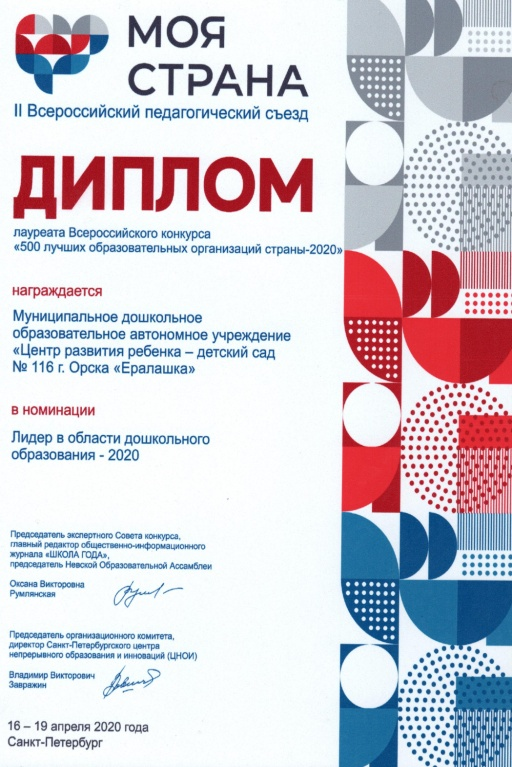 МОЯ
СТРАНА
II Всероссийский педагогический съезд
ДИПЛОМ
лауреата Всероссийского конкурса
«500 лучших образовательных организаций страны-2020»
награждается
Муниципальное дошкольное
образовательное автономное учреждение
«Центр развития ребенка – детский сад
№ 116 г. Орска «Ералашка»
в номинации
Лидер в области дошкольного
образования - 2020
Председатель экспертного Совета конкурса,
главный редактор общественно-информационного
журнала «ШКОЛА ГОДА»,
председатель Невской Образовательной Ассамблеи
Оксана Викторовна
Румлянская
Председатель организационного комитета,
директор Санкт-Петербургского центра
непрерывного образования и инноваций (ЦНОИ)
Владимир Викторович
Завражин
16 – 19 апреля 2020 года
Санкт-Петербург